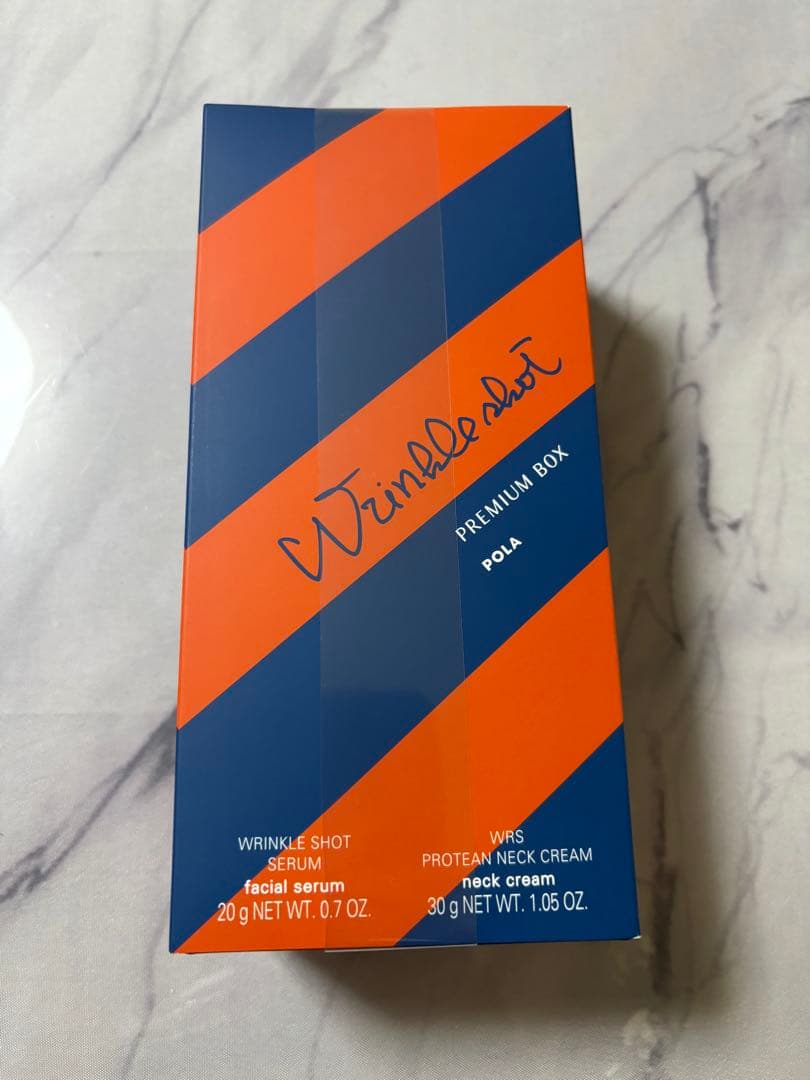 Wrinkle shot
PREMIUM BOX
POLA
WRINKLE SHOT
SERUM
facial serum
20 g NET WT. 0.7 OZ.
WRS
PROTEAN NECK CREAM
neck cream
30 g NET WT. 1.05 OZ.